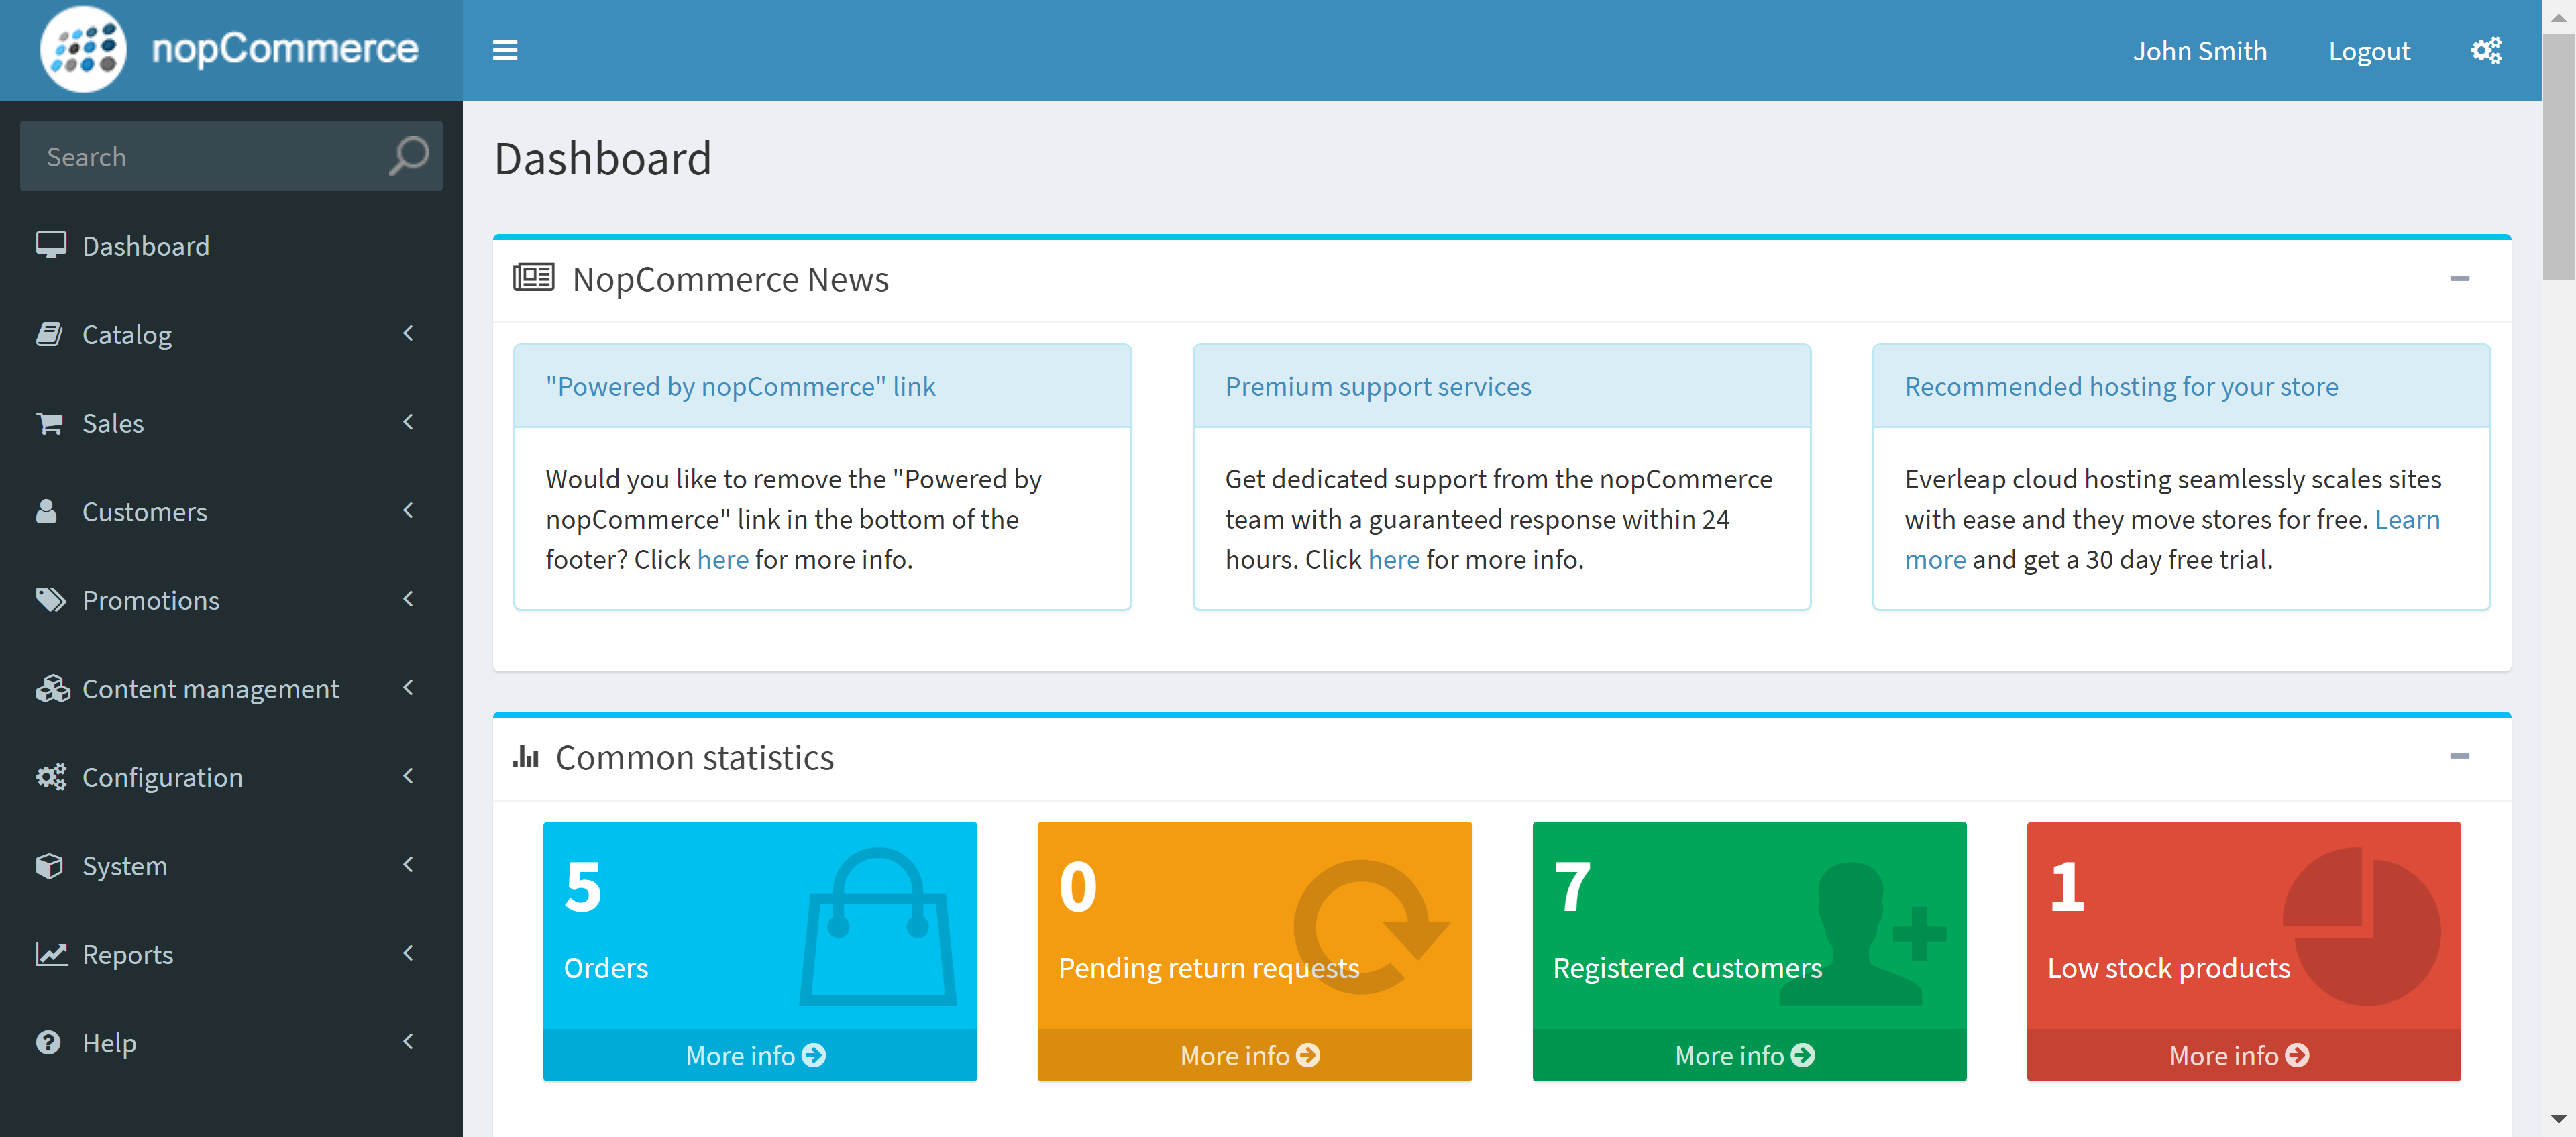 nopCommerce
John Smith
Logout
Search
Dashboard
Catalog
Sales
Customers
Promotions
Content management
Configuration
System
Reports
Help
Dashboard
NopCommerce News
"Powered by nopCommerce" link
Would you like to remove the "Powered by
nopCommerce" link in the bottom of the
footer? Click here for more info.
Premium support services
Get dedicated support from the nopCommerce
team with a guaranteed response within 24
hours. Click here for more info.
Recommended hosting for your store
Everleap cloud hosting seamlessly scales sites
with ease and they move stores for free. Learn
more and get a 30 day free trial.
Common statistics
5
Orders
More info
0
Pending return requests
More info
7
Registered customers
More info
1
Low stock products
More info